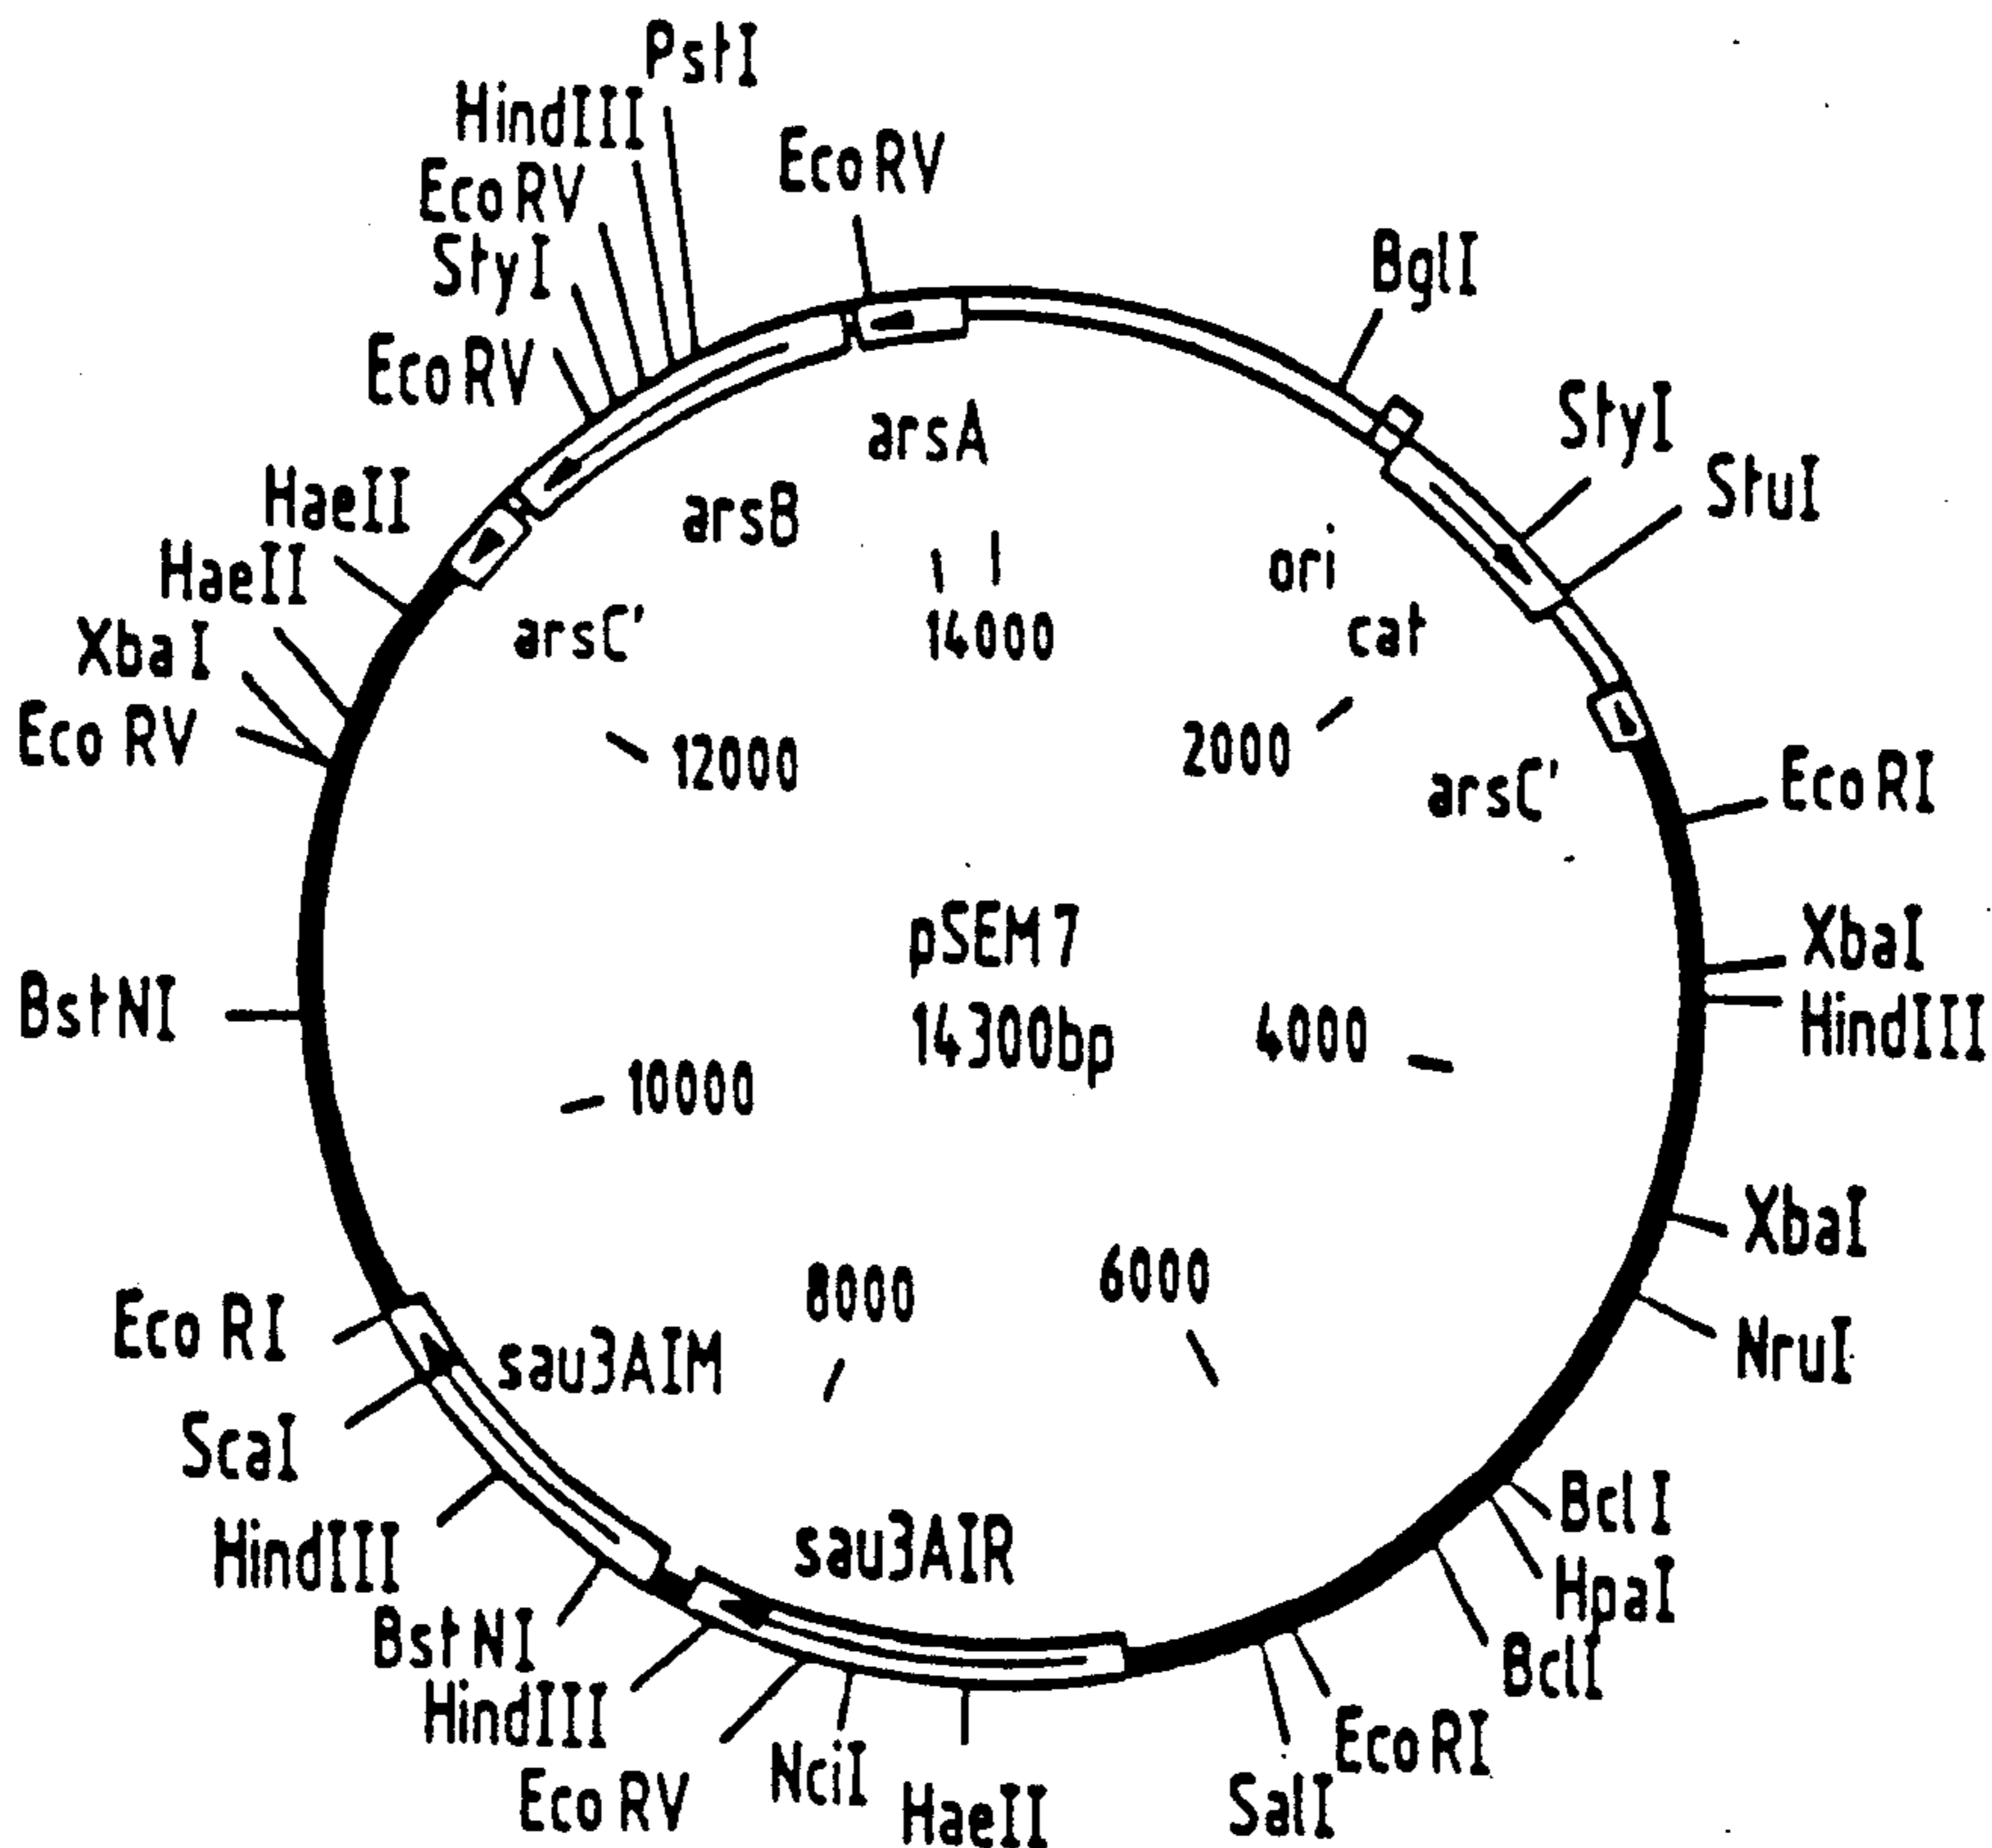 PstI
HindIII
EcoRV
EcoRV
StyI
BglI
EcoRV
StyI
StuI
HaeII
HaeII
XbaI
EcoRV
arsA
arsB
arsC'
ori
cat
arsC'
14000
12000
2000
EcoRI
XbaI
HindIII
BstNI
pSEM7
14300bp
4000
10000
XbaI
NruI
8000
6000
EcoRI
sau3AIM
ScaI
BclI
HpaI
BclI
HindIII
sau3AIR
BstNI
HindIII
EcoRV
NciI
HaeII
SalI
EcoRI